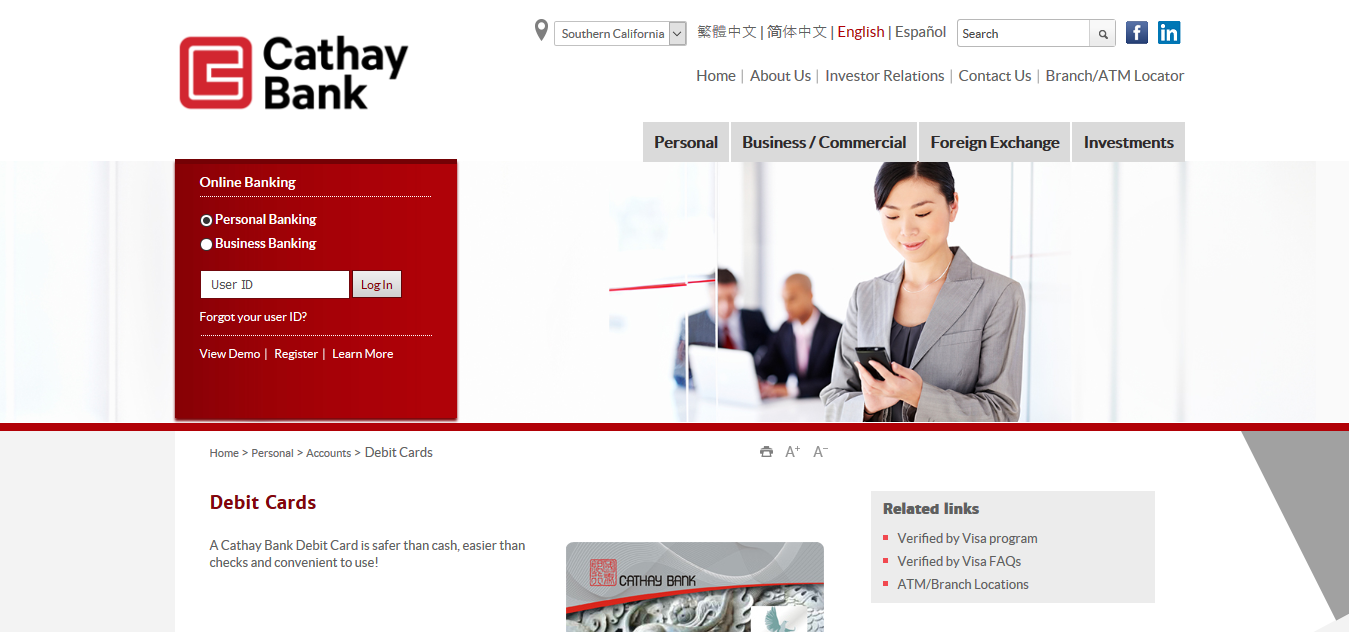 Cathay
Bank
Southern California
繁體中文 | 简体中文 | English | Español
Search
Home | About Us | Investor Relations | Contact Us | Branch/ATM Locator
Personal
Business / Commercial
Foreign Exchange
Investments
Online Banking
Personal Banking
Business Banking
User ID
Log In
Forgot your user ID?
View Demo | Register | Learn More
Home > Personal > Accounts > Debit Cards
A+ A−
Debit Cards
A Cathay Bank Debit Card is safer than cash, easier than
checks and convenient to use!
CATHAY BANK
Related links
Verified by Visa program
Verified by Visa FAQs
ATM/Branch Locations